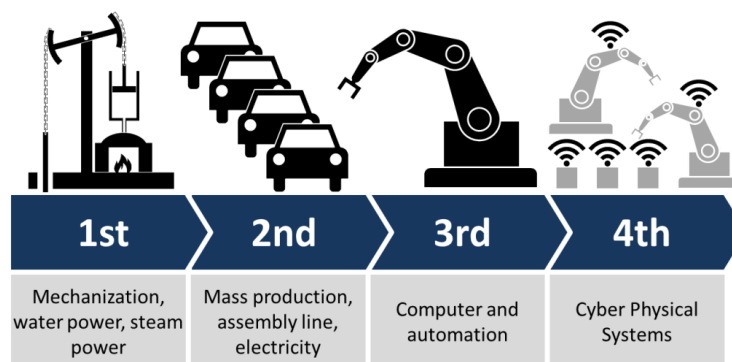 1st
2nd
3rd
4th
Mechanization,
water power, steam
power
Mass production,
assembly line,
electricity
Computer and
automation
Cyber Physical
Systems